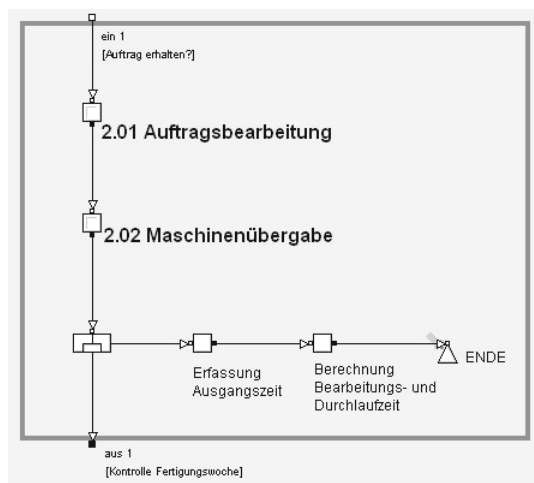 ein 1
[Auftrag erhalten?]
2.01 Auftragsbearbeitung
2.02 Maschinenübergabe
Erfassung
Ausgangszeit
Berechnung
Bearbeitungs- und
Durchlaufzeit
ENDE
aus 1
[Kontrolle Fertigungswoche]